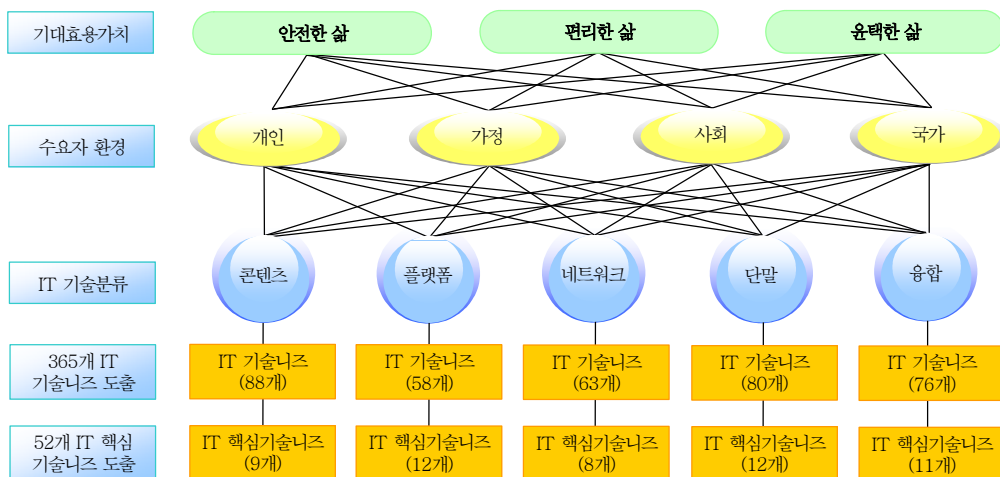 기대효용가치
안전한 삶
편리한 삶
윤택한 삶
수요자 환경
개인
가정
사회
국가
IT 기술분류
콘텐츠
플랫폼
네트워크
단말
융합
365개 IT
기술니즈 도출
IT 기술니즈
(88개)
IT 기술니즈
(58개)
IT 기술니즈
(63개)
IT 기술니즈
(80개)
IT 기술니즈
(76개)
52개 IT 핵심
기술니즈 도출
IT 핵심기술니즈
(9개)
IT 핵심기술니즈
(12개)
IT 핵심기술니즈
(8개)
IT 핵심기술니즈
(12개)
IT 핵심기술니즈
(11개)